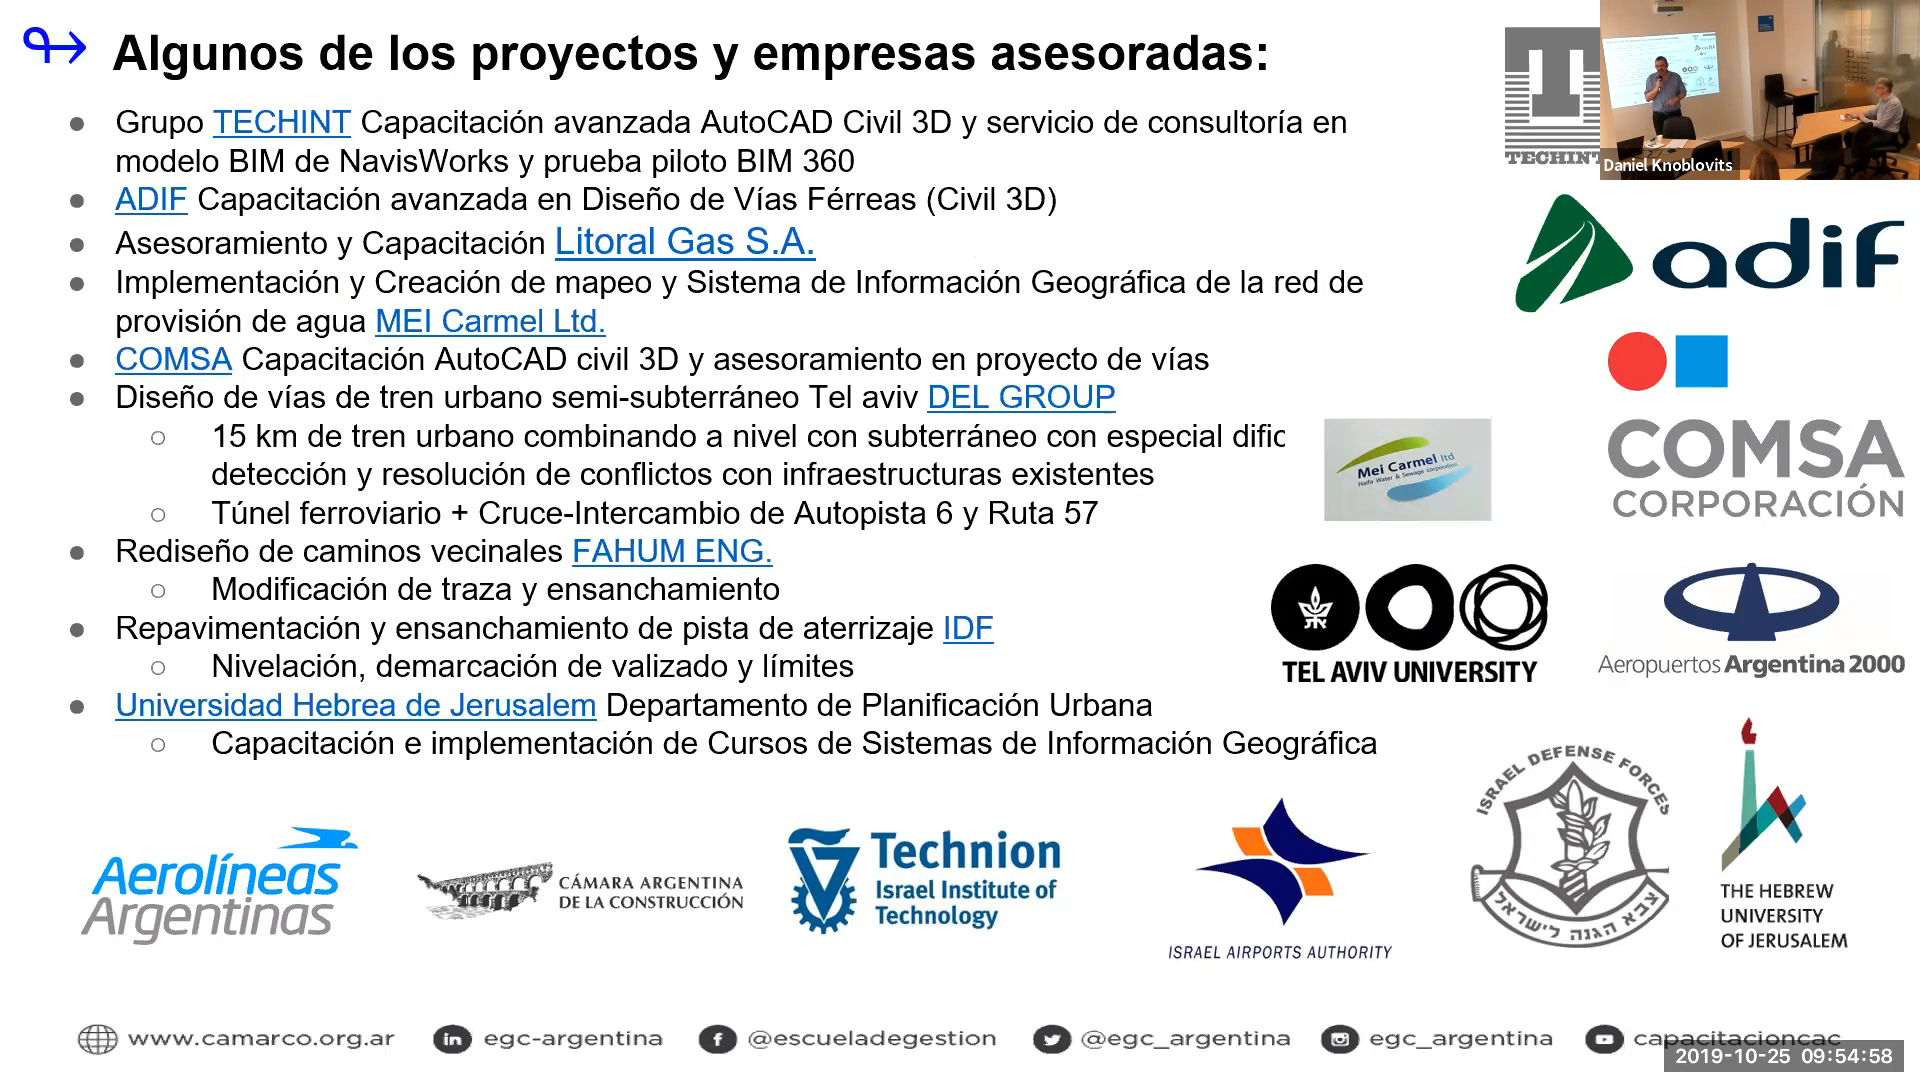 Algunos de los proyectos y empresas asesoradas:
Grupo TECHINT Capacitación avanzada AutoCAD Civil 3D y servicio de consultoría en
modelo BIM de NavisWorks y prueba piloto BIM 360
ADIF Capacitación avanzada en Diseño de Vías Férreas (Civil 3D)
Asesoramiento y Capacitación Litoral Gas S.A.
Implementación y Creación de mapeo y Sistema de Información Geográfica de la red de
provisión de agua MEI Carmel Ltd.
COMSA Capacitación AutoCAD civil 3D y asesoramiento en proyecto de vías
Diseño de vías de tren urbano semi-subterráneo Tel aviv DEL GROUP
15 km de tren urbano combinando a nivel con subterráneo con especial dific
detección y resolución de conflictos con infraestructuras existentes
Túnel ferroviario + Cruce-Intercambio de Autopista 6 y Ruta 57
Rediseño de caminos vecinales FAHUM ENG.
Modificación de traza y ensanchamiento
Repavimentación y ensanchamiento de pista de aterrizaje IDF
Nivelación, demarcación de valizado y límites
Universidad Hebrea de Jerusalem Departamento de Planificación Urbana
Capacitación e implementación de Cursos de Sistemas de Información Geográfica
TECHINT
Daniel Knoblovits
adif
COMSA
CORPORACIÓN
Mei Carmel ltd
Haifa Water & Sewage corporation
TEL AVIV UNIVERSITY
Aeropuertos Argentina 2000
Aerolíneas
Argentinas
CÁMARA ARGENTINA
DE LA CONSTRUCCIÓN
Technion
Israel Institute of
Technology
ISRAEL AIRPORTS AUTHORITY
ISRAEL DEFENSE FORCES
צבא הגנה לישראל
THE HEBREW
UNIVERSITY
OF JERUSALEM
www.camarco.org.ar
egc-argentina
@escueladegestion
@egc_argentina
egc_argentina
capacitacioncac
2019-10-25 09:54:58